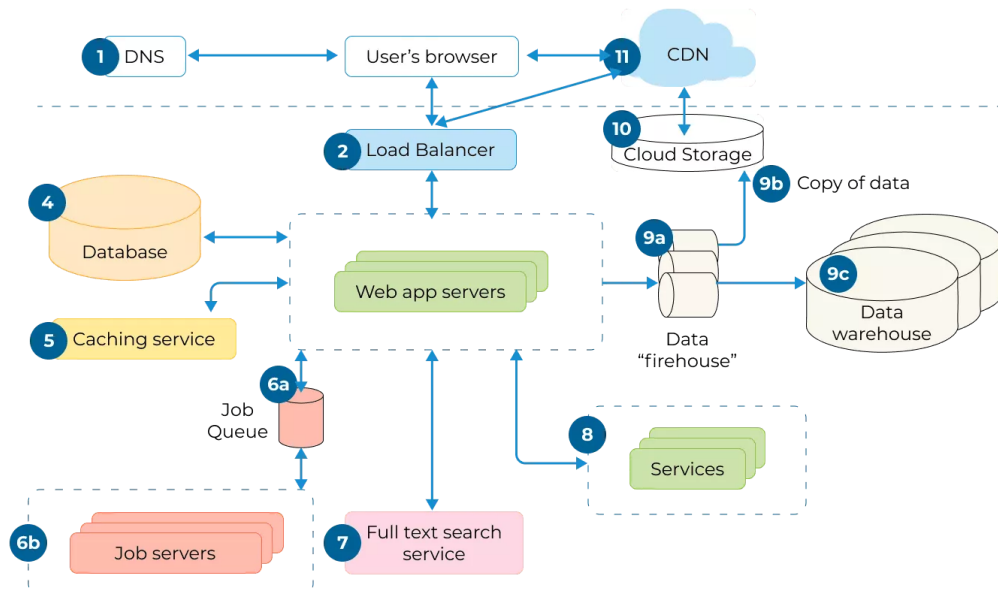 1 DNS
User's browser
11 CDN
2 Load Balancer
10
Cloud Storage
9b Copy of data
4
Database
9a
9c
Web app servers
Data
warehouse
Data
“firehouse”
5 Caching service
6a
Job
Queue
8
Services
6b Job servers
7 Full text search
service